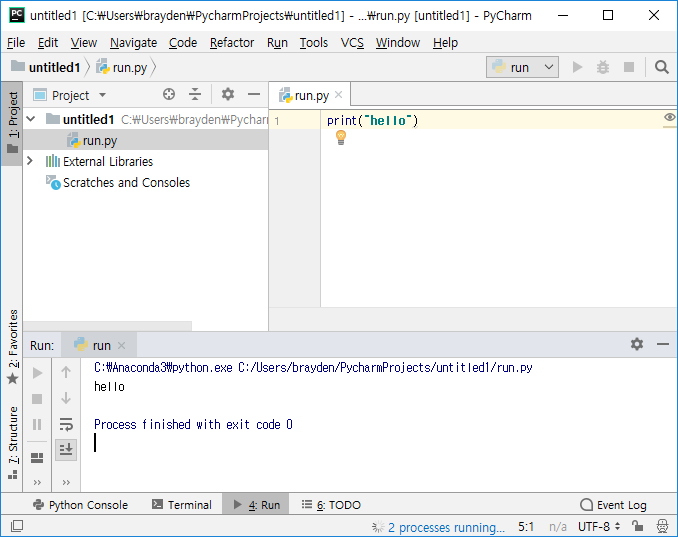 PC untitled1 [C:₩Users₩brayden₩PycharmProjects₩untitled1] - ...₩run.py [untitled1] - PyCharm
File Edit View Navigate Code Refactor Run Tools VCS Window Help
untitled1 run.py run
1: Project
Project
run.py
untitled1 C:₩Users₩brayden₩Pycharm
run.py
External Libraries
Scratches and Consoles
1 print("hello")
2: Favorites
7: Structure
Run: run
C:₩Anaconda3₩python.exe C:/Users/brayden/PycharmProjects/untitled1/run.py
hello
Process finished with exit code 0
Python Console Terminal 4: Run 6: TODO Event Log
2 processes running... 5:1 n/a UTF-8